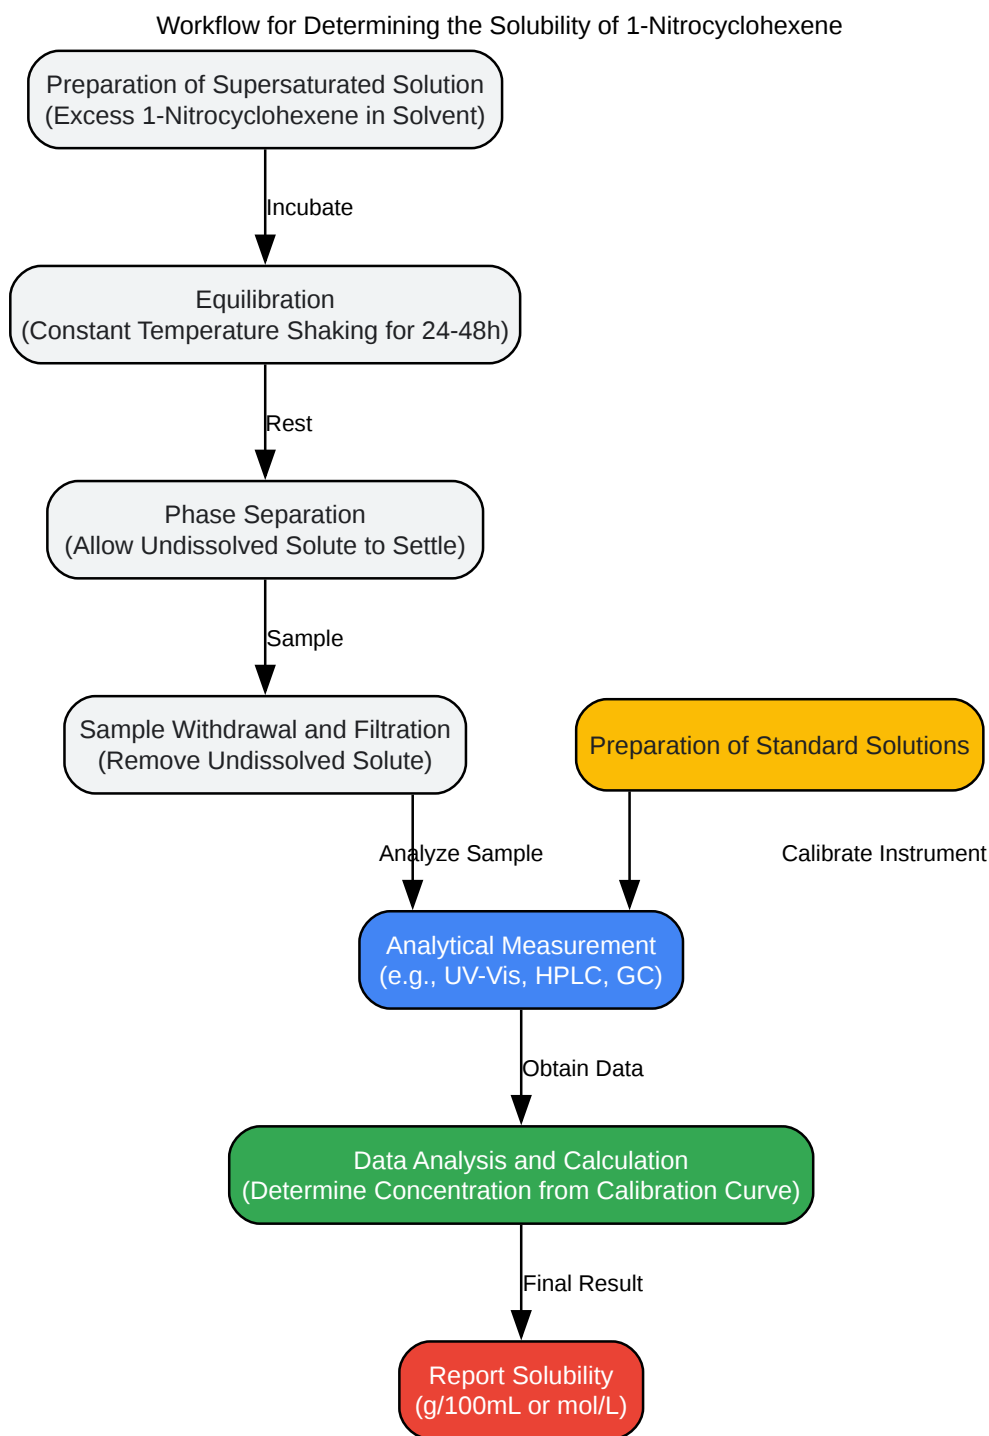 Workflow for Determining the Solubility of 1-Nitrocyclohexene
Preparation of Supersaturated Solution
(Excess 1-Nitrocyclohexene in Solvent)
Incubate
Equilibration
(Constant Temperature Shaking for 24-48h)
Rest
Phase Separation
(Allow Undissolved Solute to Settle)
Sample
Sample Withdrawal and Filtration
(Remove Undissolved Solute)
Preparation of Standard Solutions
Analyze Sample
Calibrate Instrument
Analytical Measurement
(e.g., UV-Vis, HPLC, GC)
Obtain Data
Data Analysis and Calculation
(Determine Concentration from Calibration Curve)
Final Result
Report Solubility
(g/100mL or mol/L)